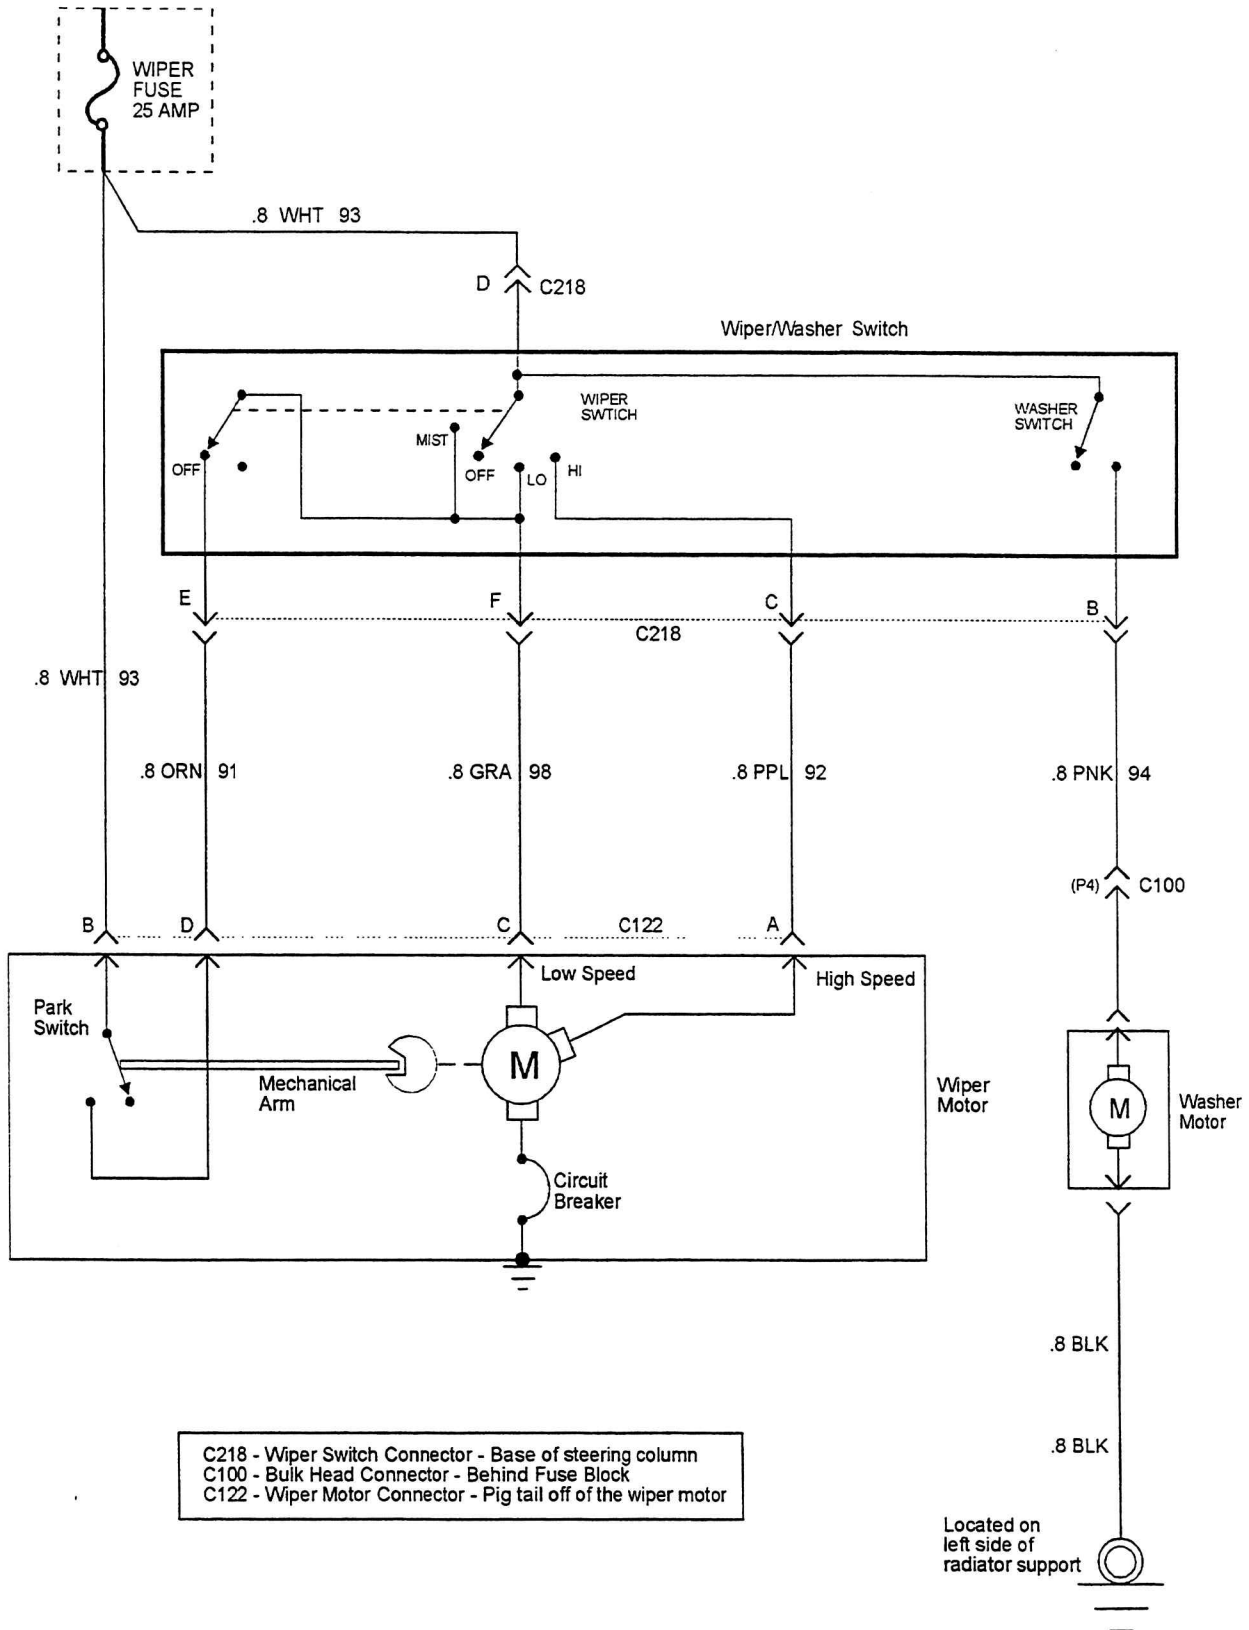 WIPER
FUSE
25 AMP
.8 WHT 93
D
C218
Wiper/Washer Switch
WIPER
SWTICH
WASHER
SWITCH
MIST
OFF
OFF
LO
HI
E
F
C
B
C218
.8 WHT 93
.8 ORN 91
.8 GRA 98
.8 PPL 92
.8 PNK 94
(P4)
C100
B
D
C
C122
A
Low Speed
High Speed
Park
Switch
M
Mechanical
Arm
Wiper
Motor
M
Washer
Motor
Circuit
Breaker
.8 BLK
.8 BLK
C218 - Wiper Switch Connector - Base of steering column
C100 - Bulk Head Connector - Behind Fuse Block
C122 - Wiper Motor Connector - Pig tail off of the wiper motor
Located on
left side of
radiator support